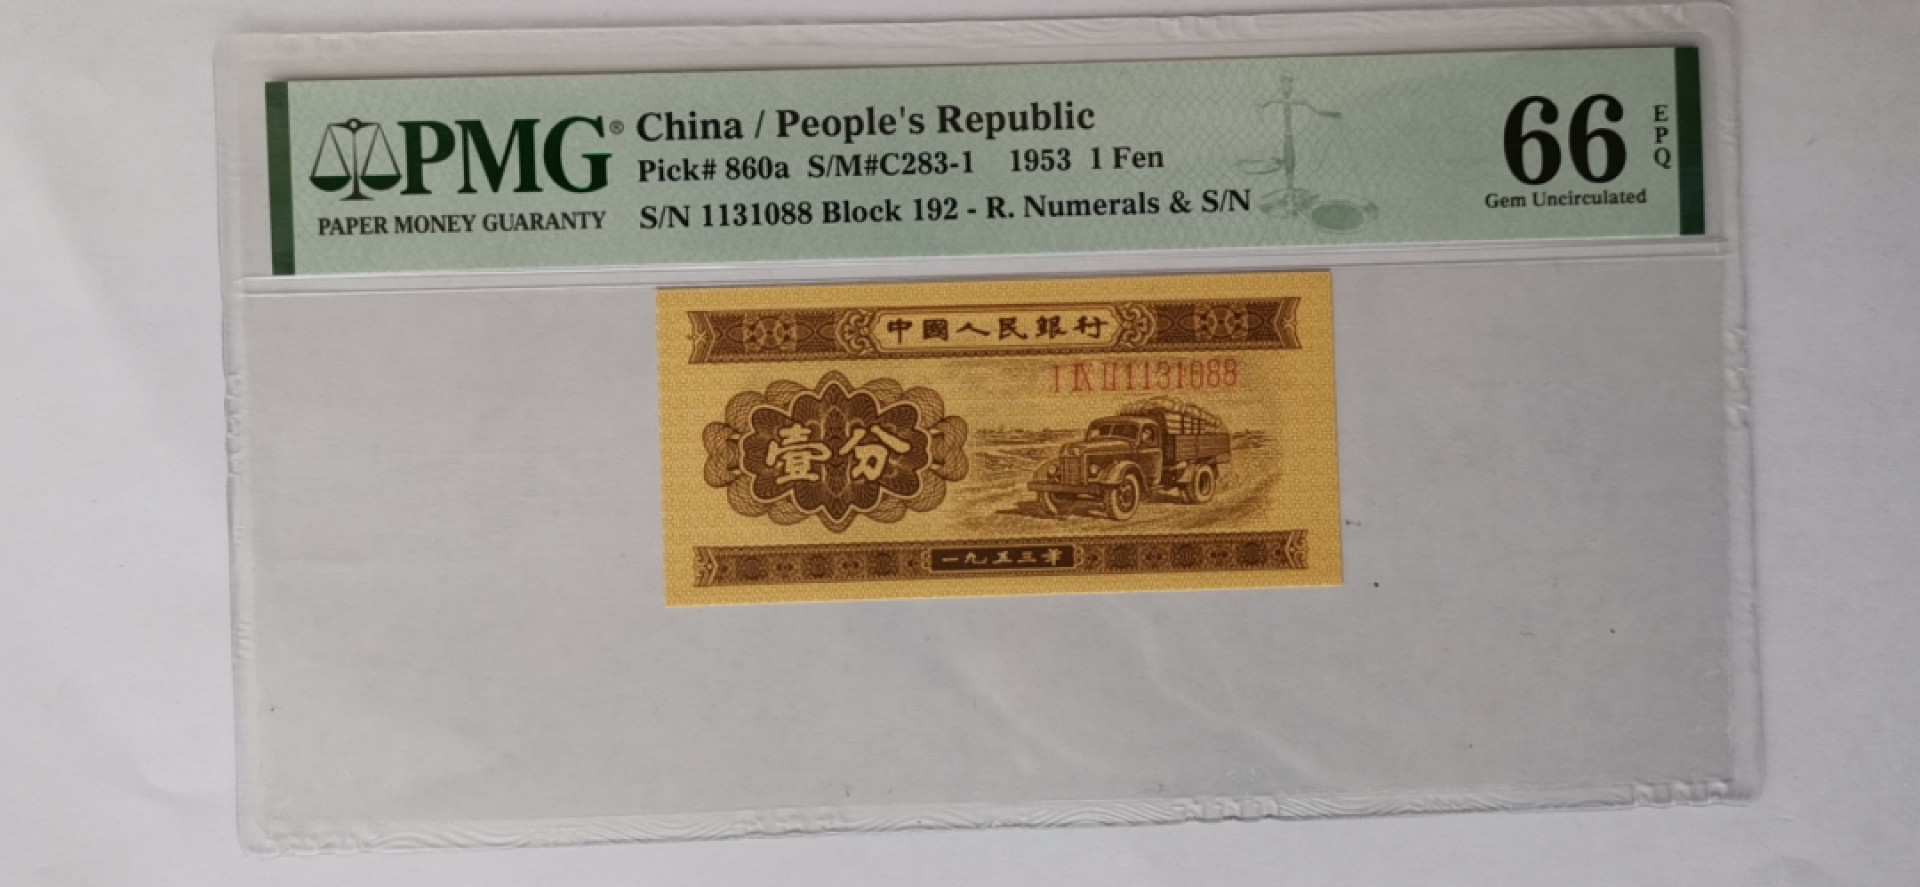 PMG®
PAPER MONEY GUARANTY
China / People's Republic
Pick# 860a S/M#C283-1 1953 1 Fen
S/N 1131088 Block 192 - R. Numerals & S/N
66
EPQ
Gem Uncirculated
中國人民銀行
I IX II 1131088
壹分
一九五三年